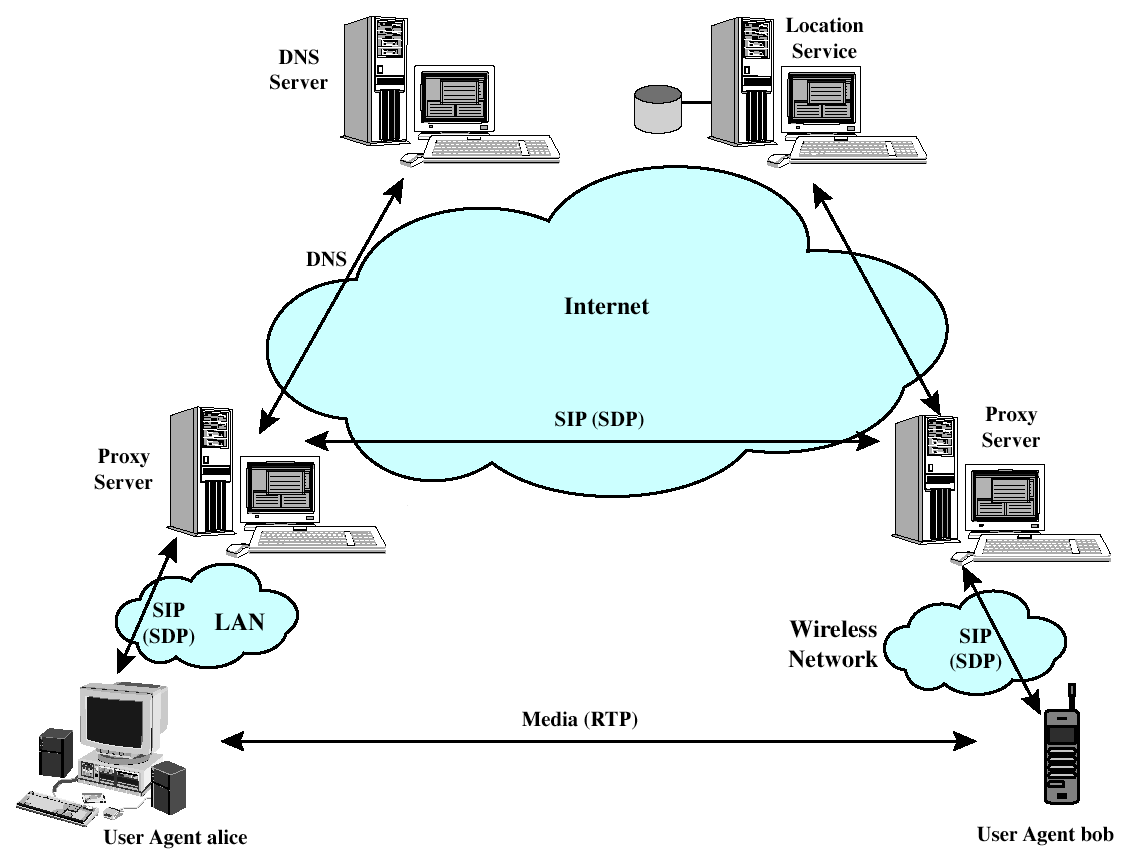 DNS
Server
Location
Service
DNS
Internet
SIP (SDP)
Proxy
Server
Proxy
Server
SIP
(SDP)
LAN
Wireless
Network
SIP
(SDP)
Media (RTP)
User Agent alice
User Agent bob